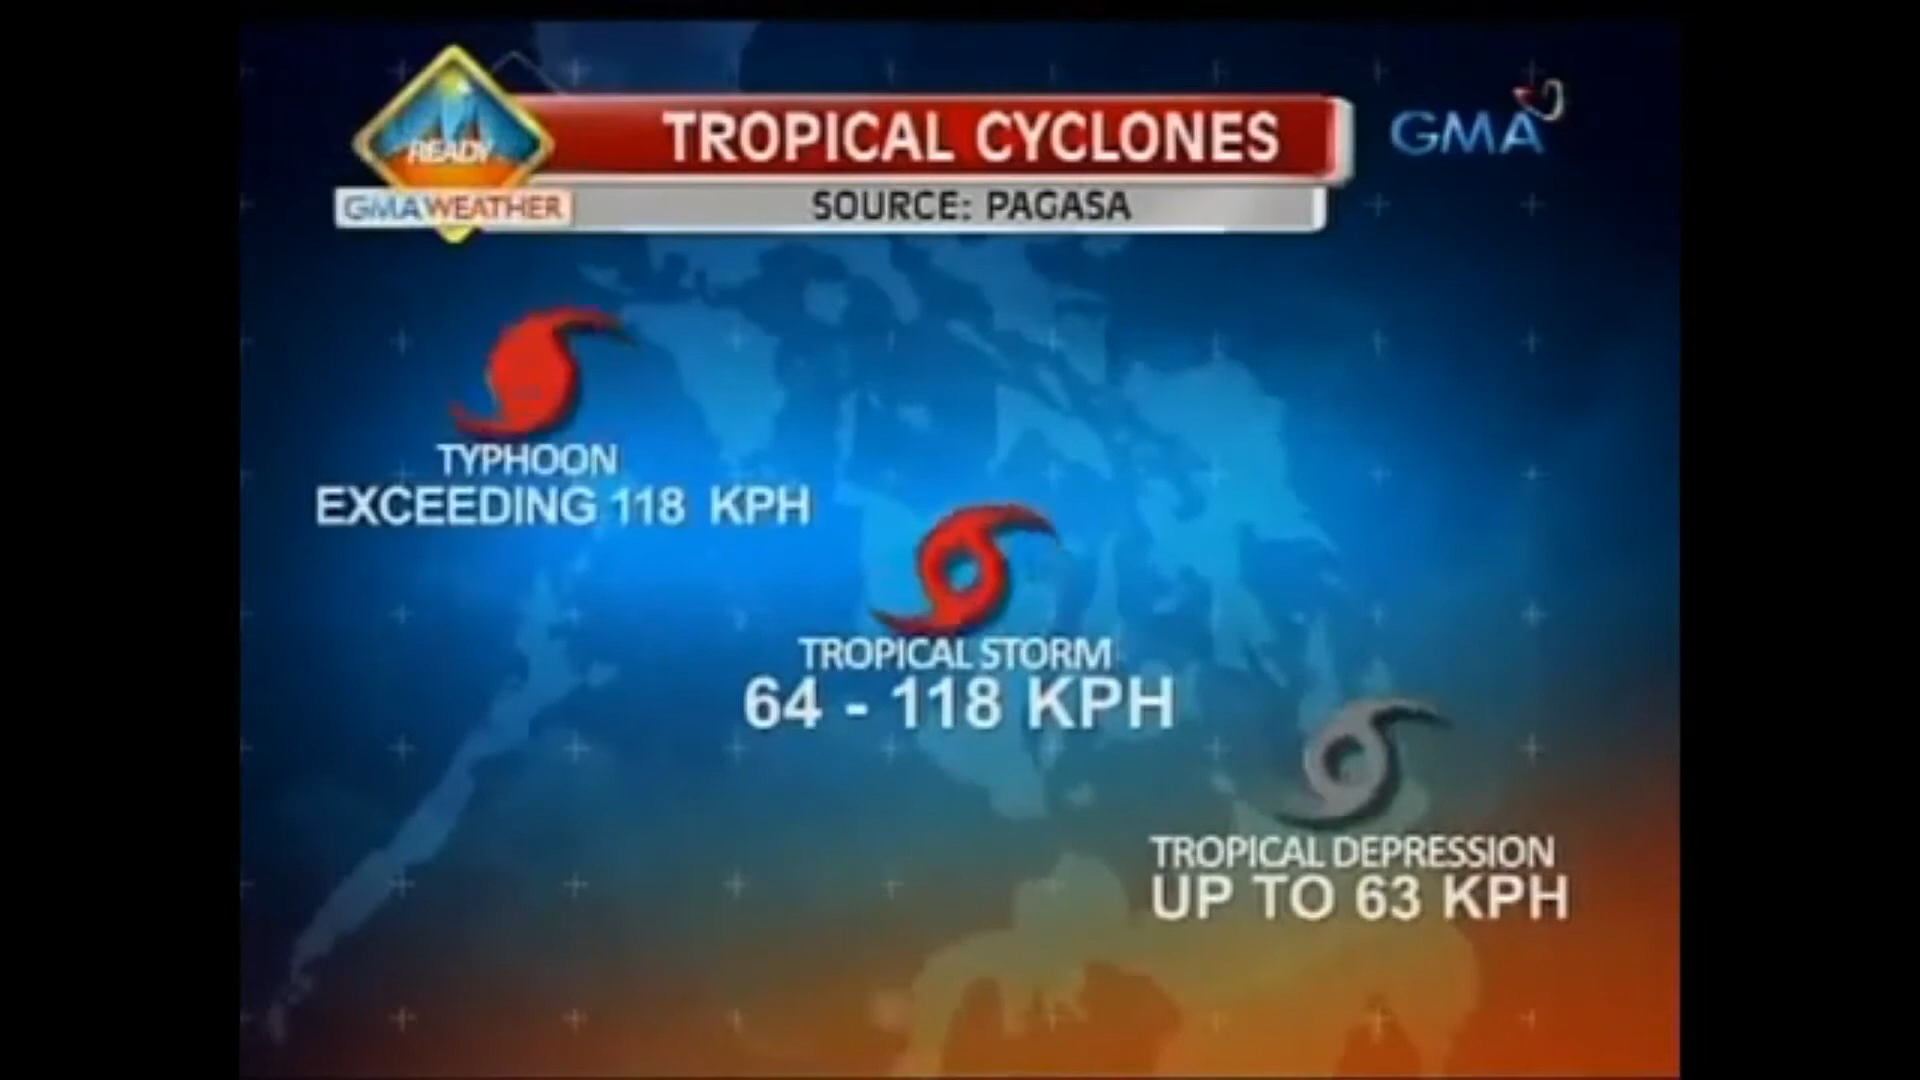 TROPICAL CYCLONES
GMA
READY
GMA WEATHER
SOURCE: PAGASA
TYPHOON
EXCEEDING 118 KPH
TROPICAL STORM
64 - 118 KPH
TROPICAL DEPRESSION
UP TO 63 KPH